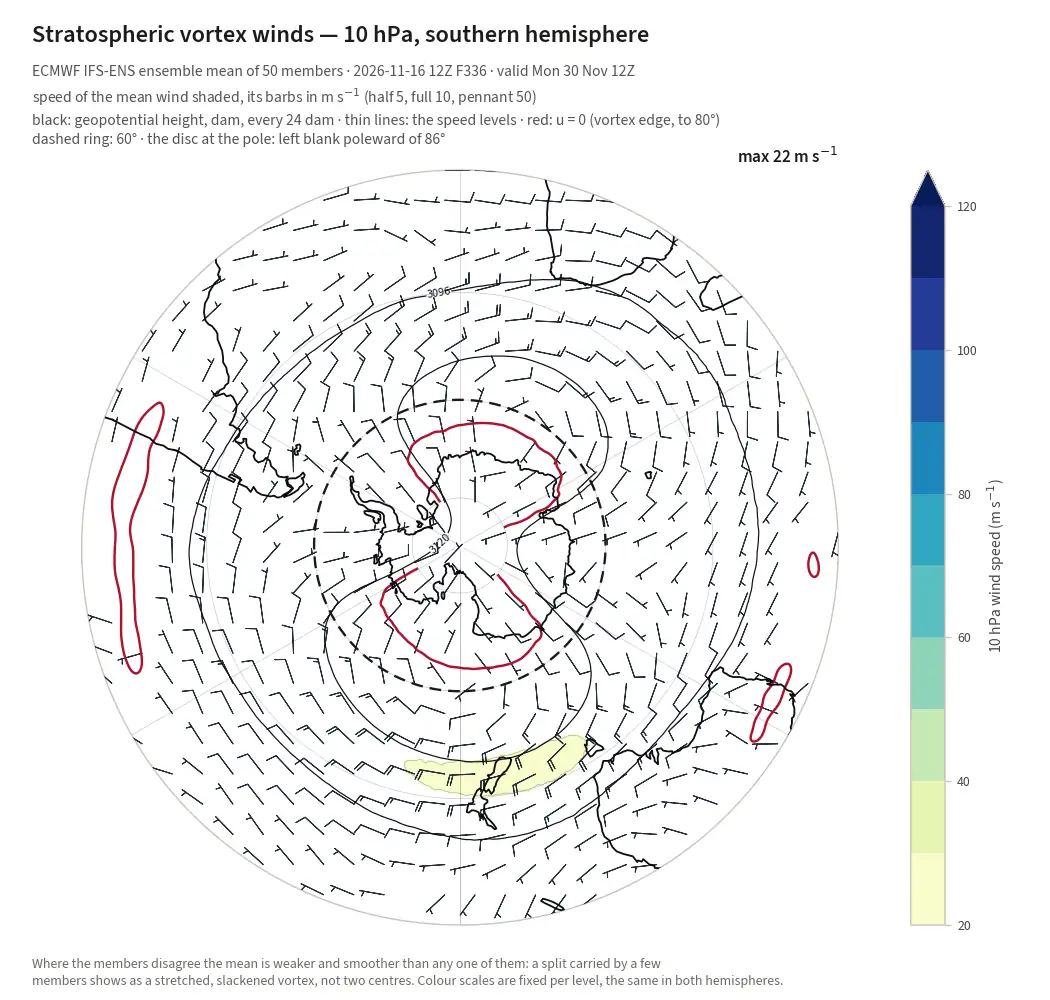 Stratospheric vortex winds — 10 hPa, southern hemisphere
ECMWF IFS-ENS ensemble mean of 50 members · 2026-11-16 12Z F336 · valid Mon 30 Nov 12Z
speed of the mean wind shaded, its barbs in m s⁻¹ (half 5, full 10, pennant 50)
black: geopotential height, dam, every 24 dam · thin lines: the speed levels · red: u = 0 (vortex edge, to 80°)
dashed ring: 60° · the disc at the pole: left blank poleward of 86°
max 22 m s⁻¹
3096
3120
120
100
80
60
40
20
10 hPa wind speed (m s⁻¹)
Where the members disagree the mean is weaker and smoother than any one of them: a split carried by a few
members shows as a stretched, slackened vortex, not two centres. Colour scales are fixed per level, the same in both hemispheres.